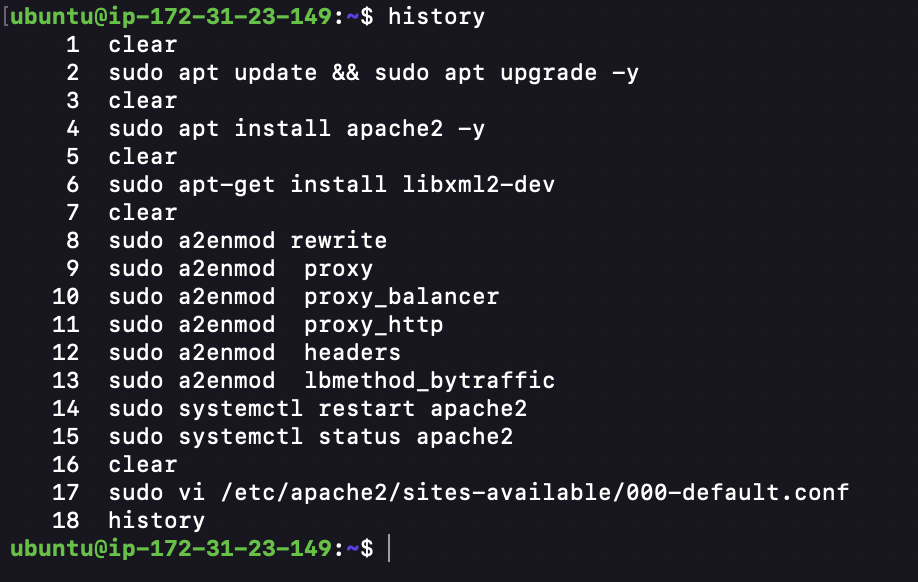 [ubuntu@ip-172-31-23-149:~$ history
1 clear
2 sudo apt update && sudo apt upgrade -y
3 clear
4 sudo apt install apache2 -y
5 clear
6 sudo apt-get install libxml2-dev
7 clear
8 sudo a2enmod rewrite
9 sudo a2enmod  proxy
10 sudo a2enmod  proxy_balancer
11 sudo a2enmod  proxy_http
12 sudo a2enmod  headers
13 sudo a2enmod  lbmethod_bytraffic
14 sudo systemctl restart apache2
15 sudo systemctl status apache2
16 clear
17 sudo vi /etc/apache2/sites-available/000-default.conf
18 history
ubuntu@ip-172-31-23-149:~$